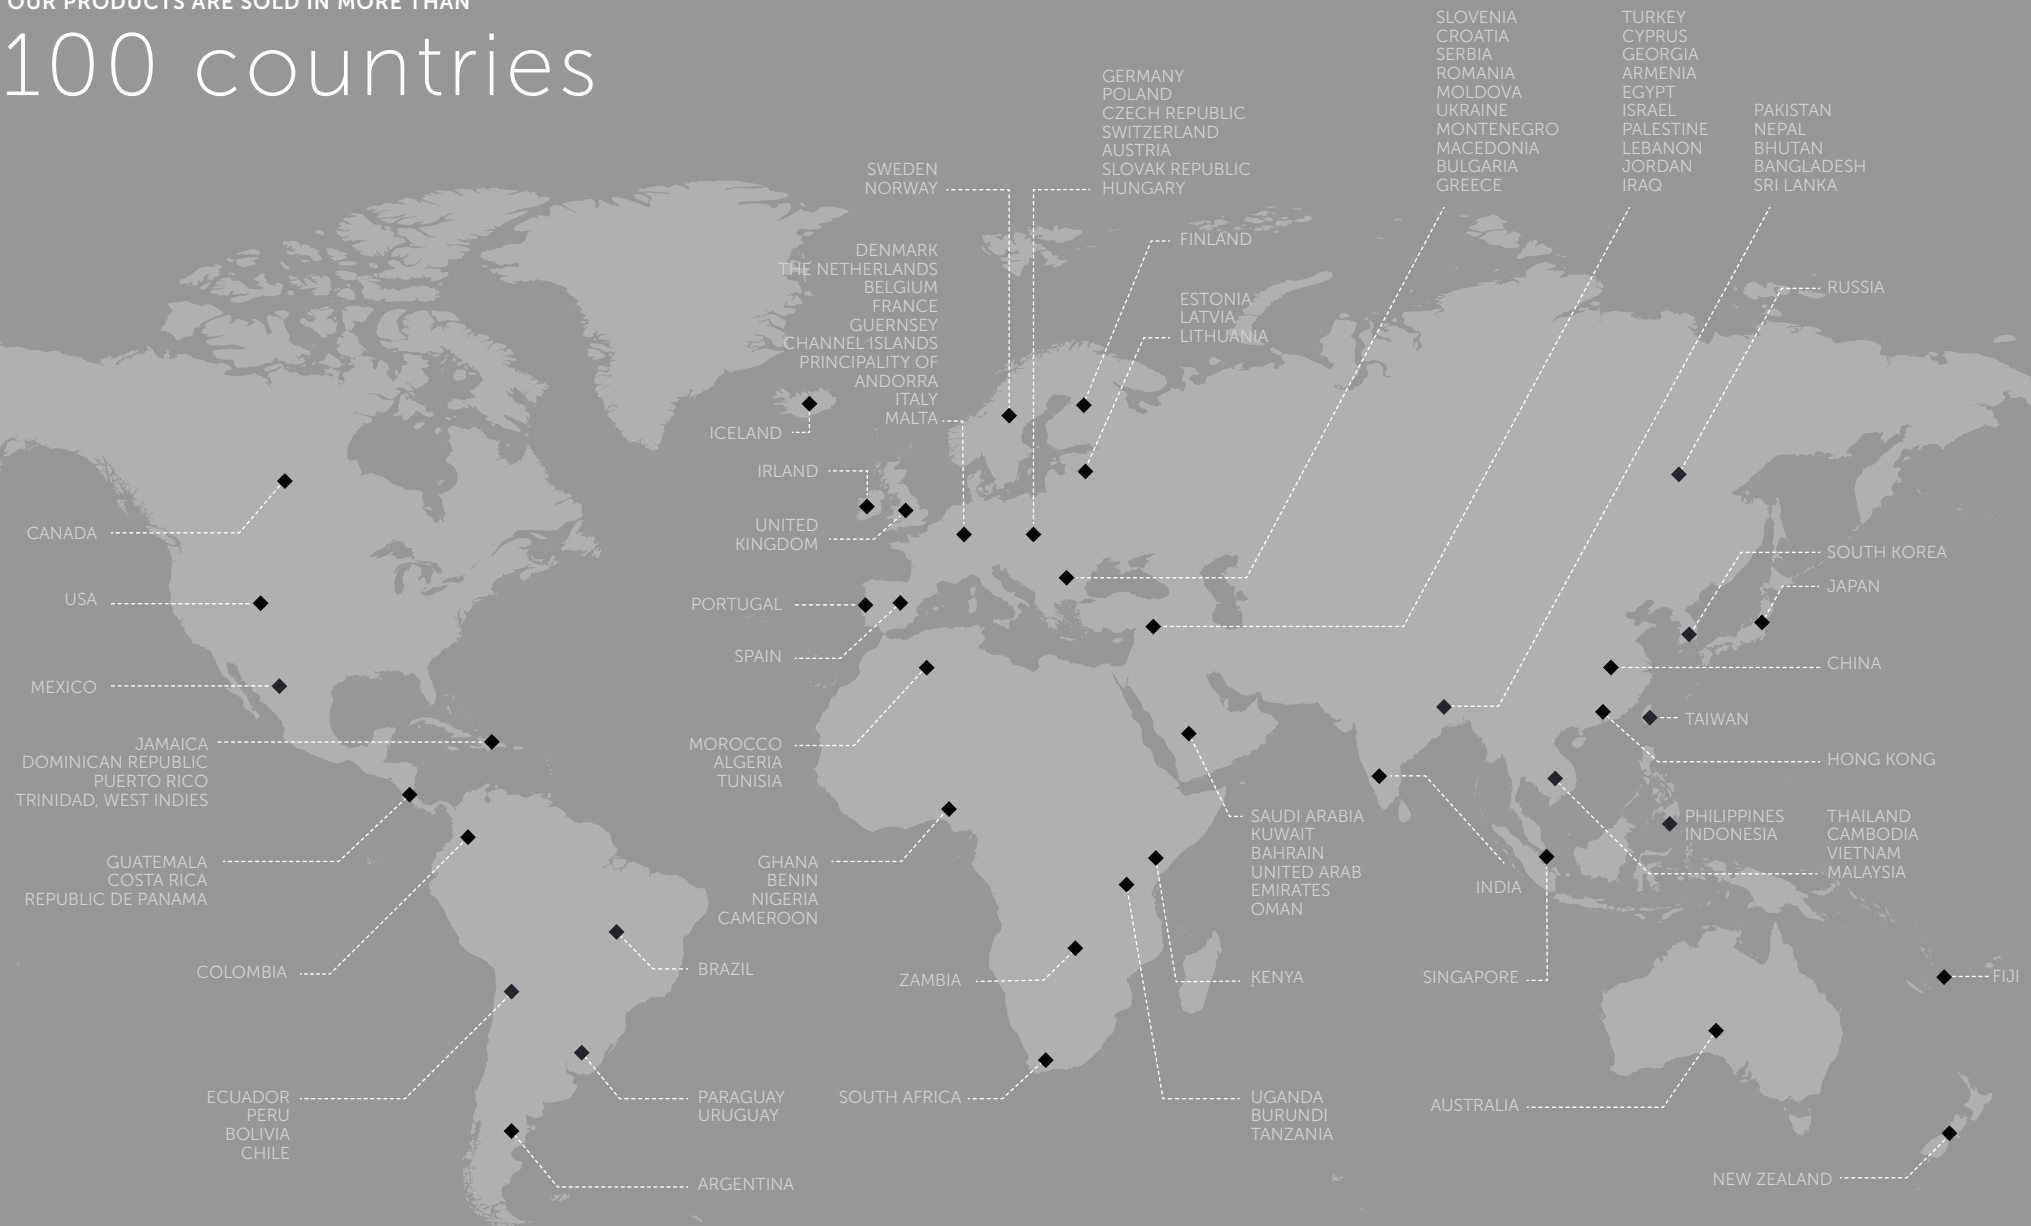 OUR PRODUCTS ARE SOLD IN MORE THAN
100 countries
SWEDEN
NORWAY
GERMANY
POLAND
CZECH REPUBLIC
SWITZERLAND
AUSTRIA
SLOVAK REPUBLIC
HUNGARY
SLOVENIA
CROATIA
SERBIA
ROMANIA
MOLDOVA
UKRAINE
MONTENEGRO
MACEDONIA
BULGARIA
GREECE
TURKEY
CYPRUS
GEORGIA
ARMENIA
EGYPT
ISRAEL
PALESTINE
LEBANON
JORDAN
IRAQ
PAKISTAN
NEPAL
BHUTAN
BANGLADESH
SRI LANKA
DENMARK
THE NETHERLANDS
BELGIUM
FRANCE
GUERNSEY
CHANNEL ISLANDS
PRINCIPALITY OF
ANDORRA
ITALY
MALTA
FINLAND
ESTONIA
LATVIA
LITHUANIA
RUSSIA
ICELAND
IRLAND
UNITED
KINGDOM
PORTUGAL
SPAIN
MOROCCO
ALGERIA
TUNISIA
GHANA
BENIN
NIGERIA
CAMEROON
ZAMBIA
SOUTH AFRICA
CANADA
USA
MEXICO
JAMAICA
DOMINICAN REPUBLIC
PUERTO RICO
TRINIDAD, WEST INDIES
GUATEMALA
COSTA RICA
REPUBLIC DE PANAMA
COLOMBIA
ECUADOR
PERU
BOLIVIA
CHILE
BRAZIL
PARAGUAY
URUGUAY
ARGENTINA
SAUDI ARABIA
KUWAIT
BAHRAIN
UNITED ARAB
EMIRATES
OMAN
KENYA
UGANDA
BURUNDI
TANZANIA
INDIA
SINGAPORE
SOUTH KOREA
JAPAN
CHINA
TAIWAN
HONG KONG
PHILIPPINES
INDONESIA
THAILAND
CAMBODIA
VIETNAM
MALAYSIA
FIJI
AUSTRALIA
NEW ZEALAND